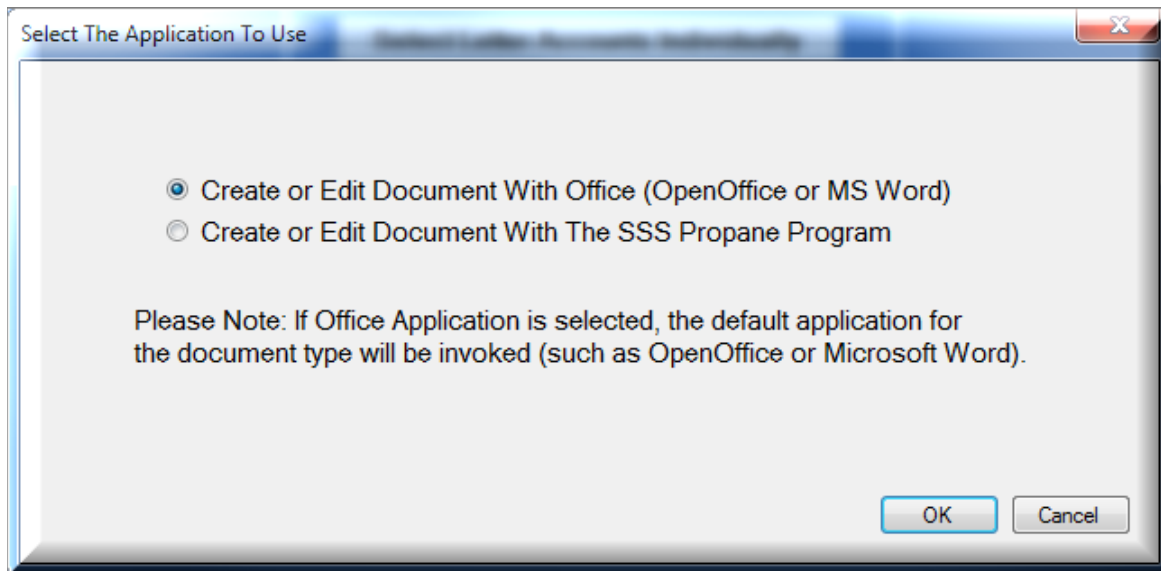 Select The Application To Use
Create or Edit Document With Office (OpenOffice or MS Word)
Create or Edit Document With The SSS Propane Program
Please Note: If Office Application is selected, the default application for
the document type will be invoked (such as OpenOffice or Microsoft Word).
OK Cancel